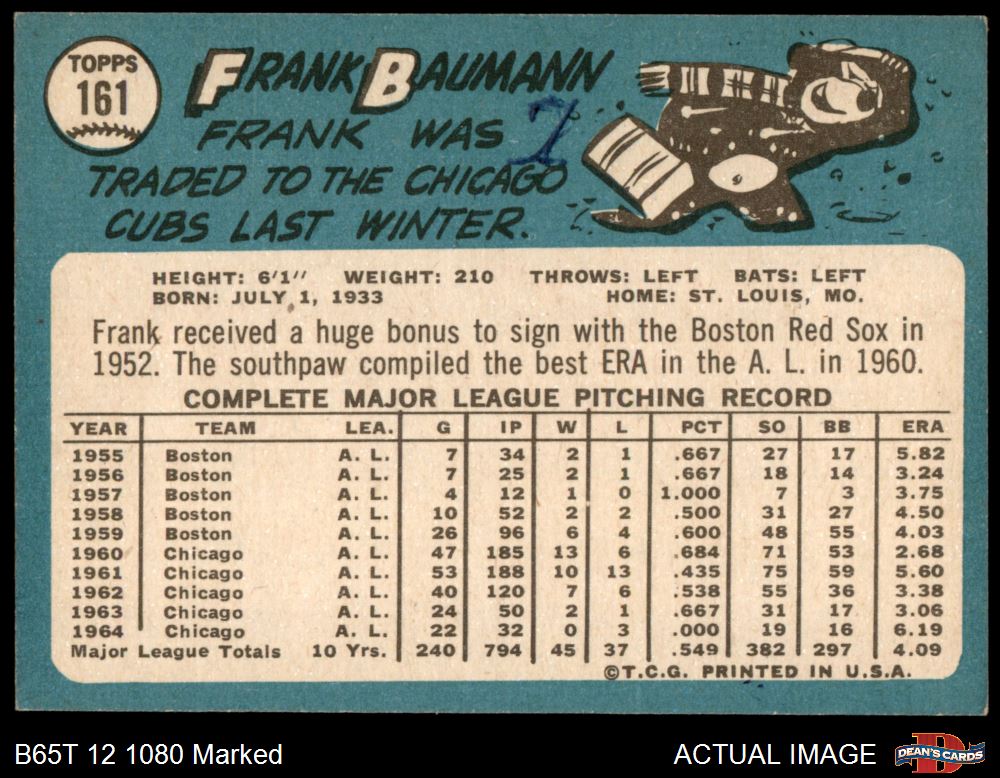 TOPPS
161
FRANK BAUMANN
7
FRANK WAS
TRADED TO THE CHICAGO
CUBS LAST WINTER.
HEIGHT: 6'1" WEIGHT: 210 THROWS: LEFT BATS: LEFT
BORN: JULY 1, 1933 HOME: ST. LOUIS, MO.
Frank received a huge bonus to sign with the Boston Red Sox in
1952. The southpaw compiled the best ERA in the A. L. in 1960.
COMPLETE MAJOR LEAGUE PITCHING RECORD
YEAR TEAM LEA. G IP W L PCT SO BB ERA
1955 Boston A. L. 7 34 2 1 .667 27 17 5.82
1956 Boston A. L. 7 25 2 1 .667 18 14 3.24
1957 Boston A. L. 4 12 1 0 1.000 7 3 3.75
1958 Boston A. L. 10 52 2 2 .500 31 27 4.50
1959 Boston A. L. 26 96 6 4 .600 48 55 4.03
1960 Chicago A. L. 47 185 13 6 .684 71 53 2.68
1961 Chicago A. L. 53 188 10 13 .435 75 59 5.60
1962 Chicago A. L. 40 120 7 6 .538 55 36 3.38
1963 Chicago A. L. 24 50 2 1 .667 31 17 3.06
1964 Chicago A. L. 22 32 0 3 .000 19 16 6.19
Major League Totals 10 Yrs. 240 794 45 37 .549 382 297 4.09
©T.C.G. PRINTED IN U.S.A.
B65T 12 1080 Marked
ACTUAL IMAGE
DEAN'S CARDS